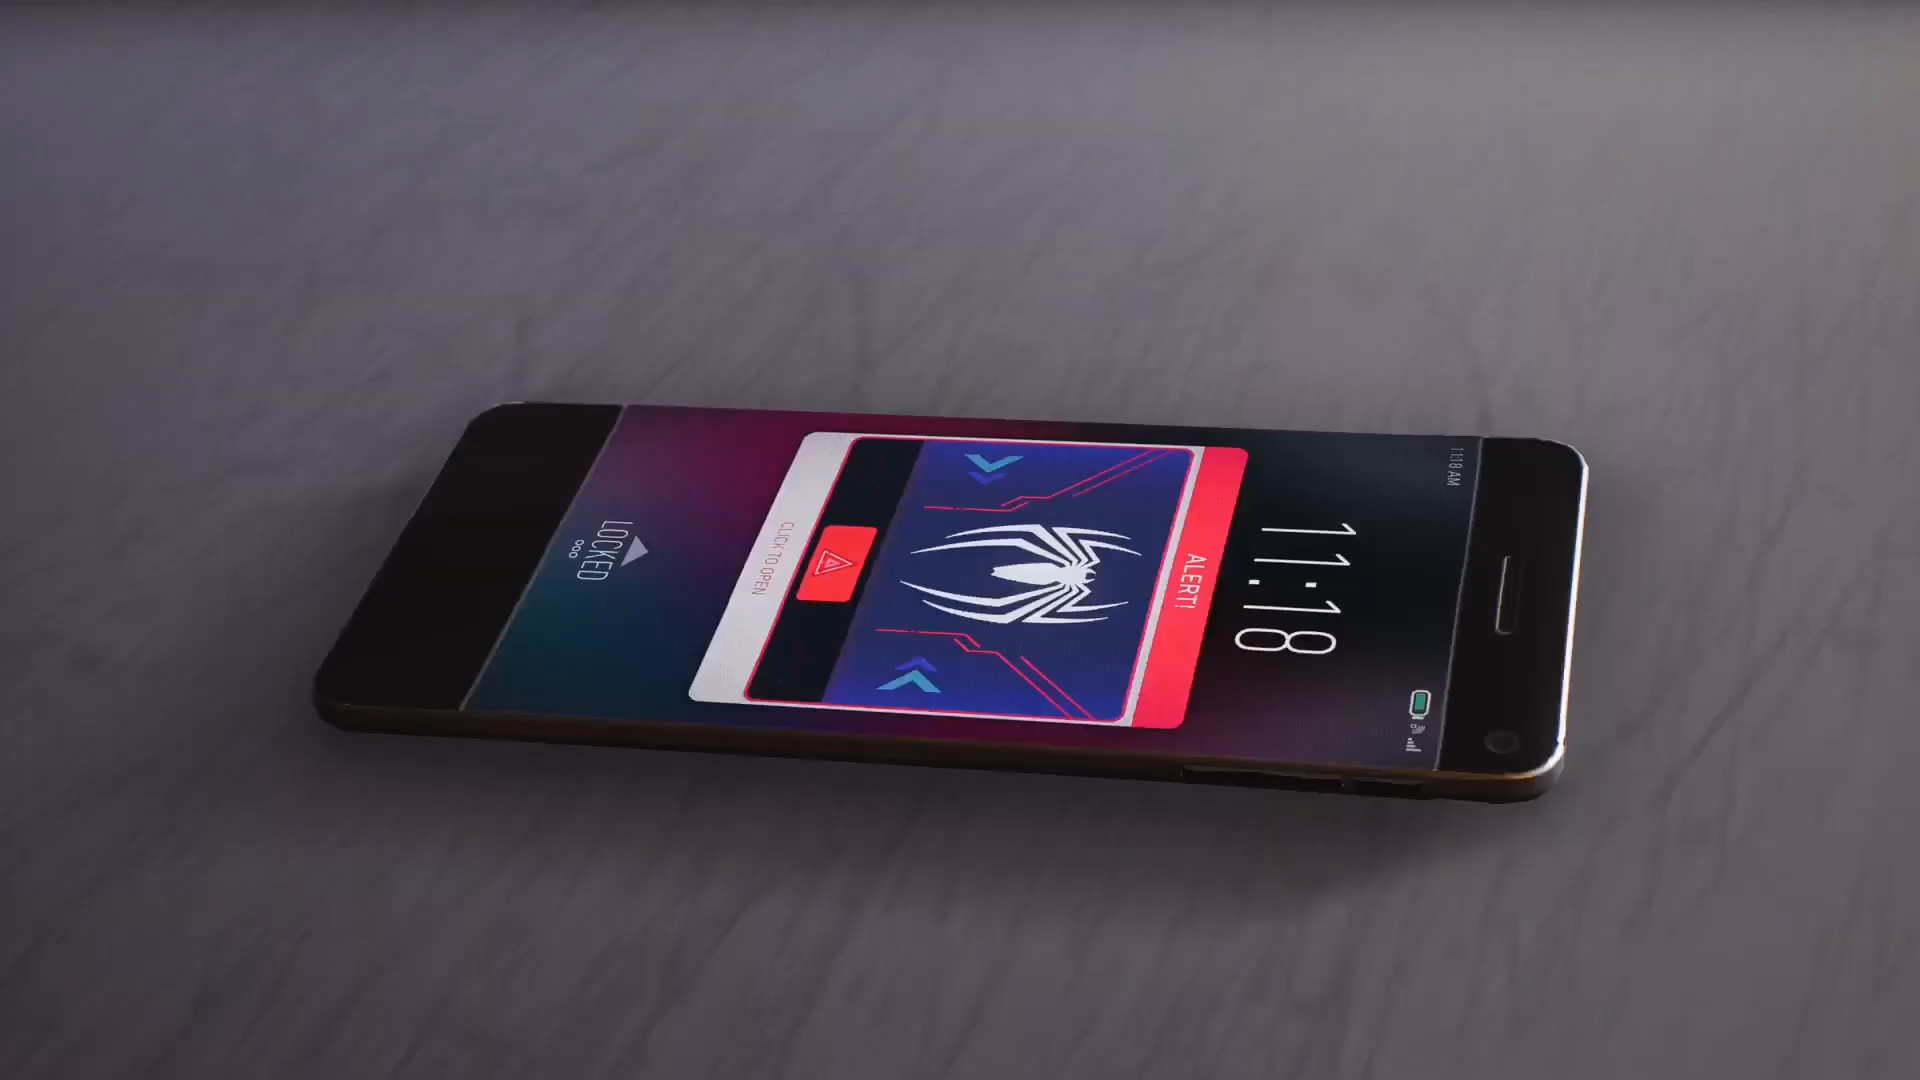 11:18 AM
11:18
ALERT!
CLICK TO OPEN
LOCKED